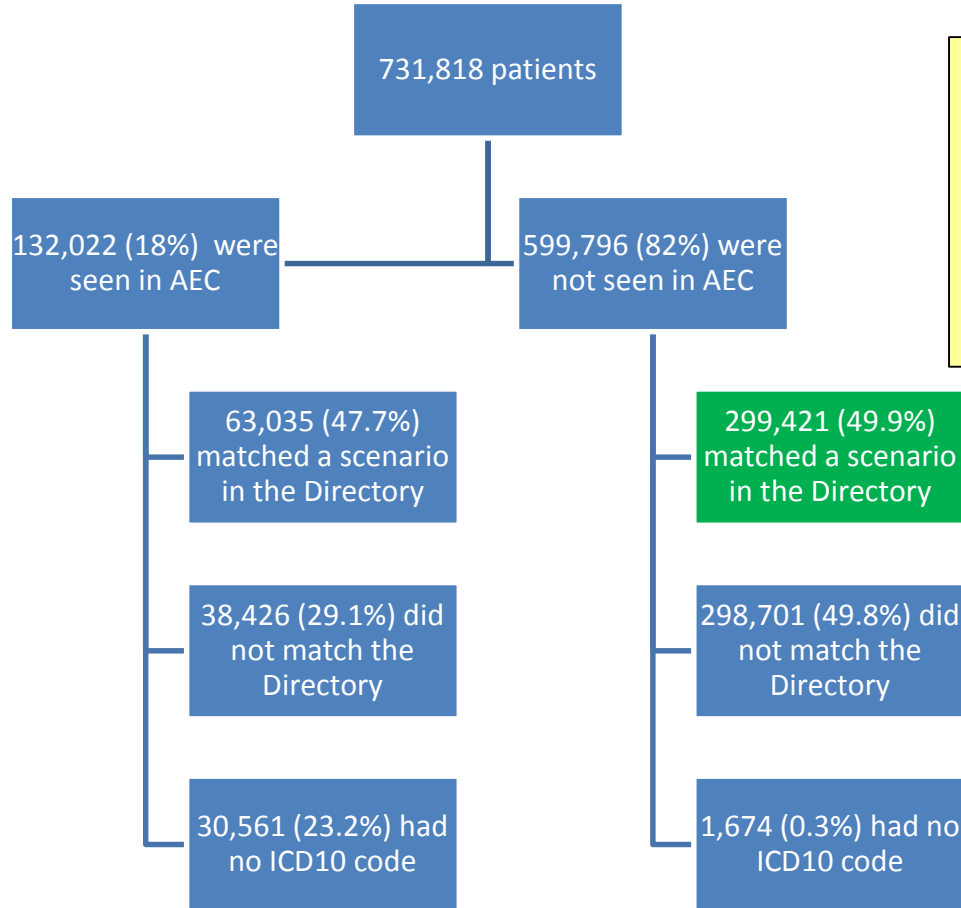 731,818 patients
132,022 (18%) were
seen in AEC
599,796 (82%) were
not seen in AEC
63,035 (47.7%)
matched a scenario
in the Directory
299,421 (49.9%)
matched a scenario
in the Directory
38,426 (29.1%) did
not match the
Directory
298,701 (49.8%) did
not match the
Directory
30,561 (23.2%) had
no ICD10 code
1,674 (0.3%) had no
ICD10 code